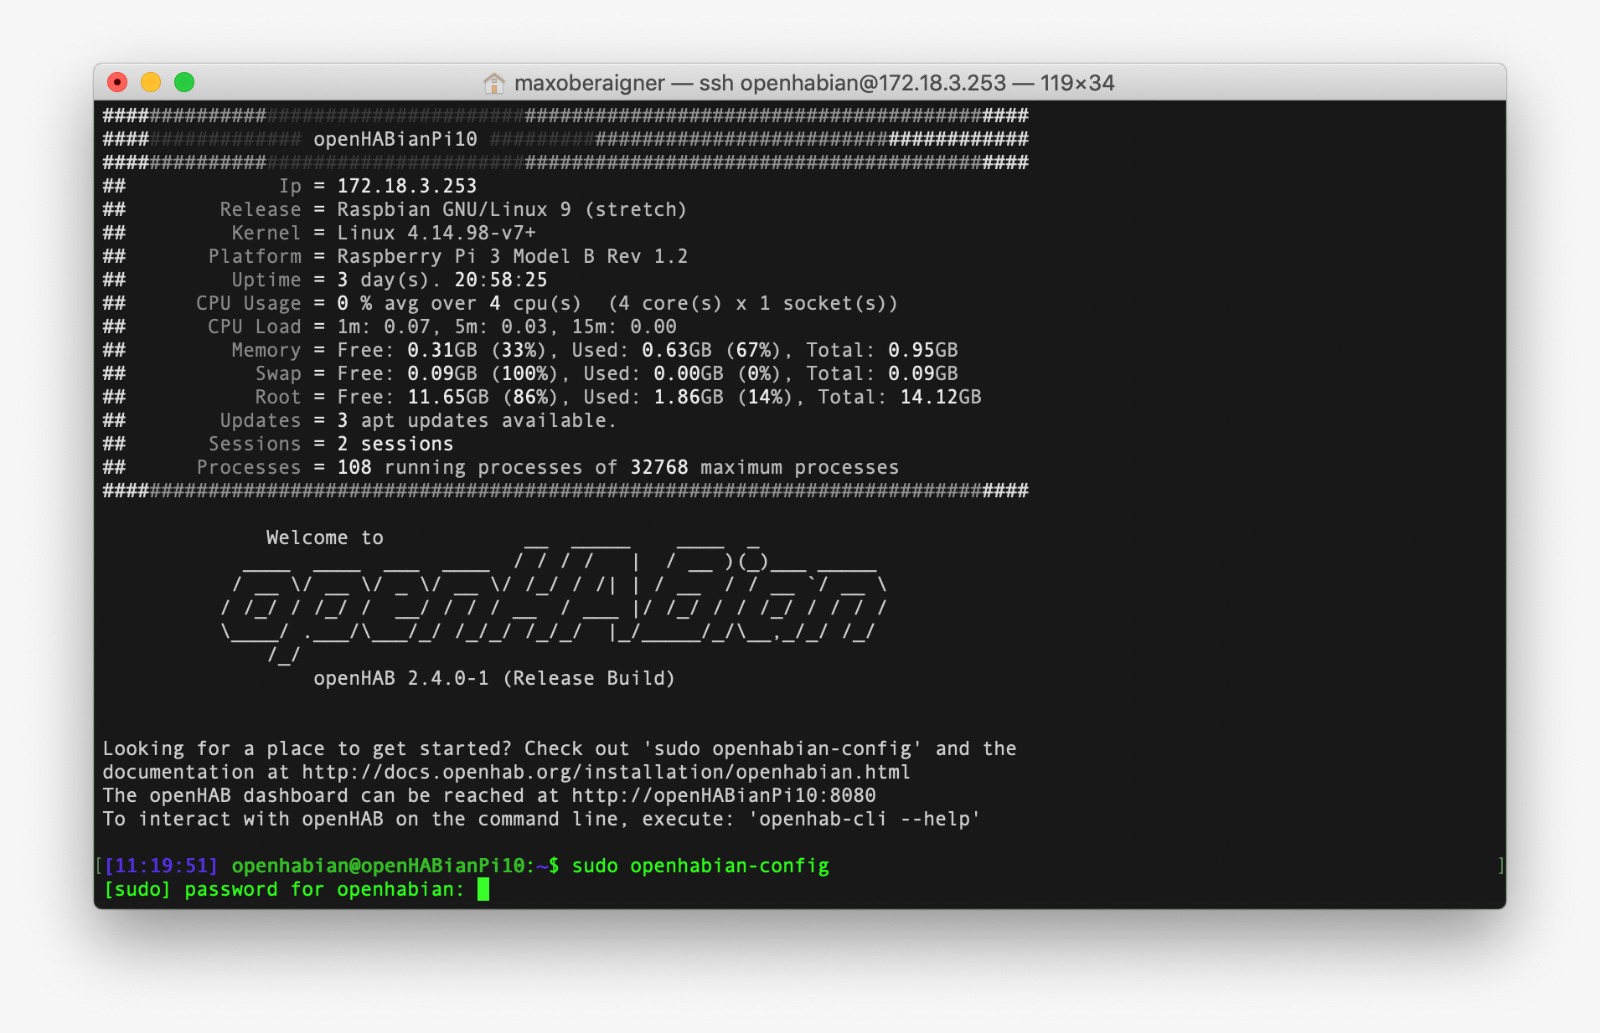 maxoberaigner — ssh openhabian@172.18.3.253 — 119×34
###############################################################################
#################  openHABianPi10  ##############################################
###############################################################################
##             Ip = 172.18.3.253
##        Release = Raspbian GNU/Linux 9 (stretch)
##         Kernel = Linux 4.14.98-v7+
##       Platform = Raspberry Pi 3 Model B Rev 1.2
##         Uptime = 3 day(s). 20:58:25
##      CPU Usage = 0 % avg over 4 cpu(s)  (4 core(s) x 1 socket(s))
##       CPU Load = 1m: 0.07, 5m: 0.03, 15m: 0.00
##         Memory = Free: 0.31GB (33%), Used: 0.63GB (67%), Total: 0.95GB
##           Swap = Free: 0.09GB (100%), Used: 0.00GB (0%), Total: 0.09GB
##           Root = Free: 11.65GB (86%), Used: 1.86GB (14%), Total: 14.12GB
##        Updates = 3 apt updates available.
##       Sessions = 2 sessions
##      Processes = 108 running processes of 32768 maximum processes
###############################################################################
Welcome to
openHABian
openHAB 2.4.0-1 (Release Build)
Looking for a place to get started? Check out 'sudo openhabian-config' and the
documentation at http://docs.openhab.org/installation/openhabian.html
The openHAB dashboard can be reached at http://openHABianPi10:8080
To interact with openHAB on the command line, execute: 'openhab-cli --help'
[[11:19:51] openhabian@openHABianPi10:~$ sudo openhabian-config ]
[sudo] password for openhabian: